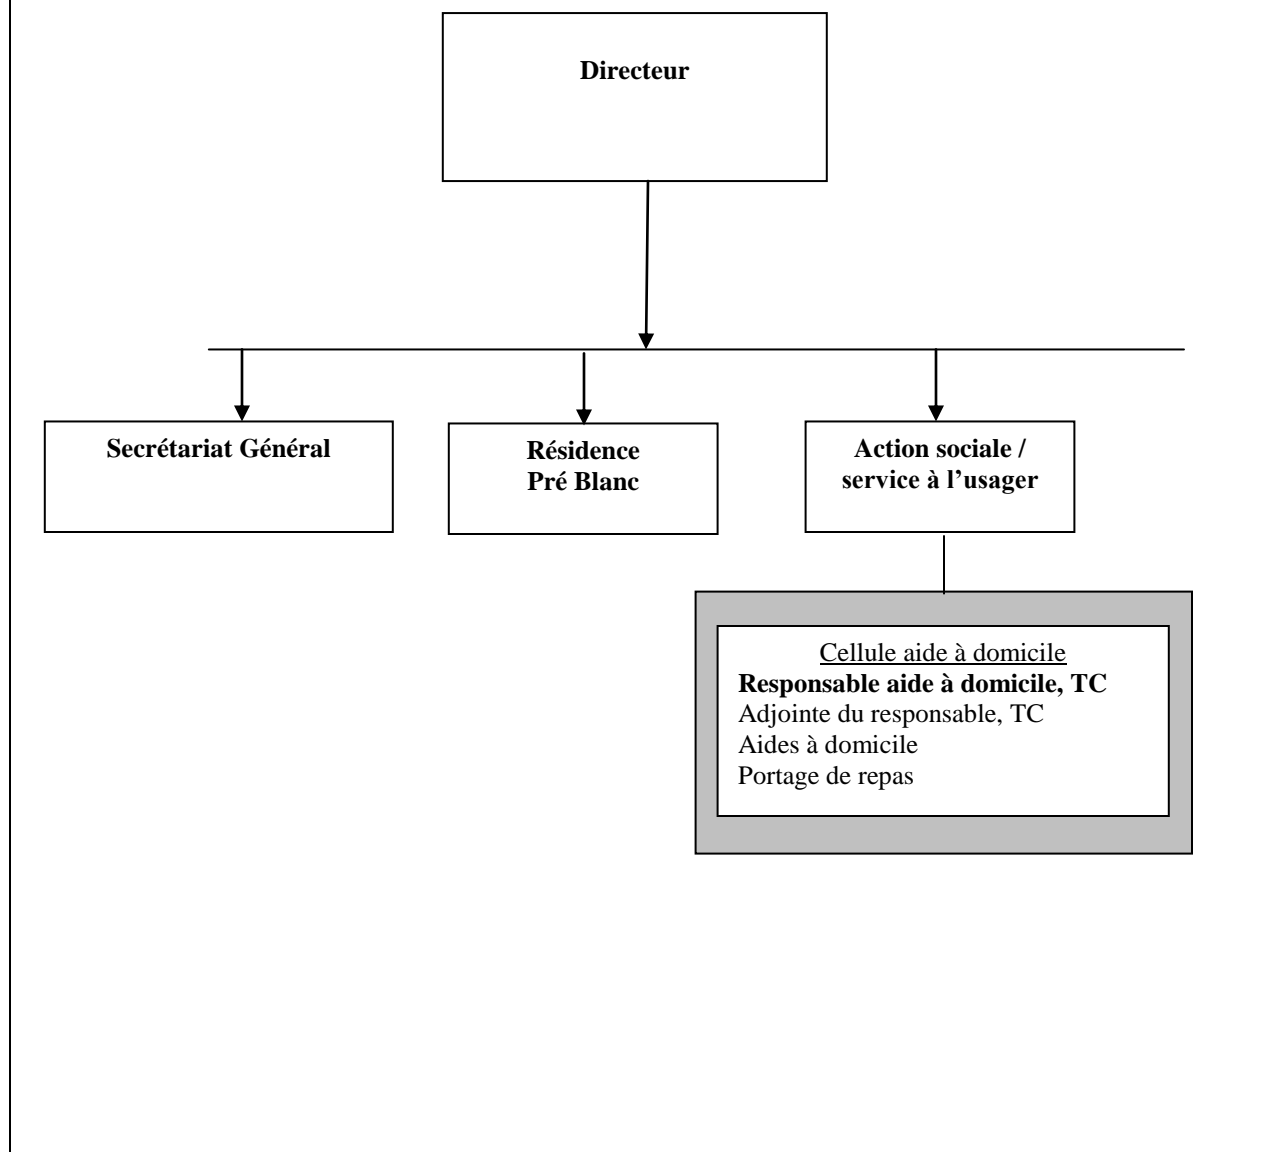 Directeur
Secrétariat Général
Résidence
Pré Blanc
Action sociale /
service à l’usager
Cellule aide à domicile
Responsable aide à domicile, TC
Adjointe du responsable, TC
Aides à domicile
Portage de repas